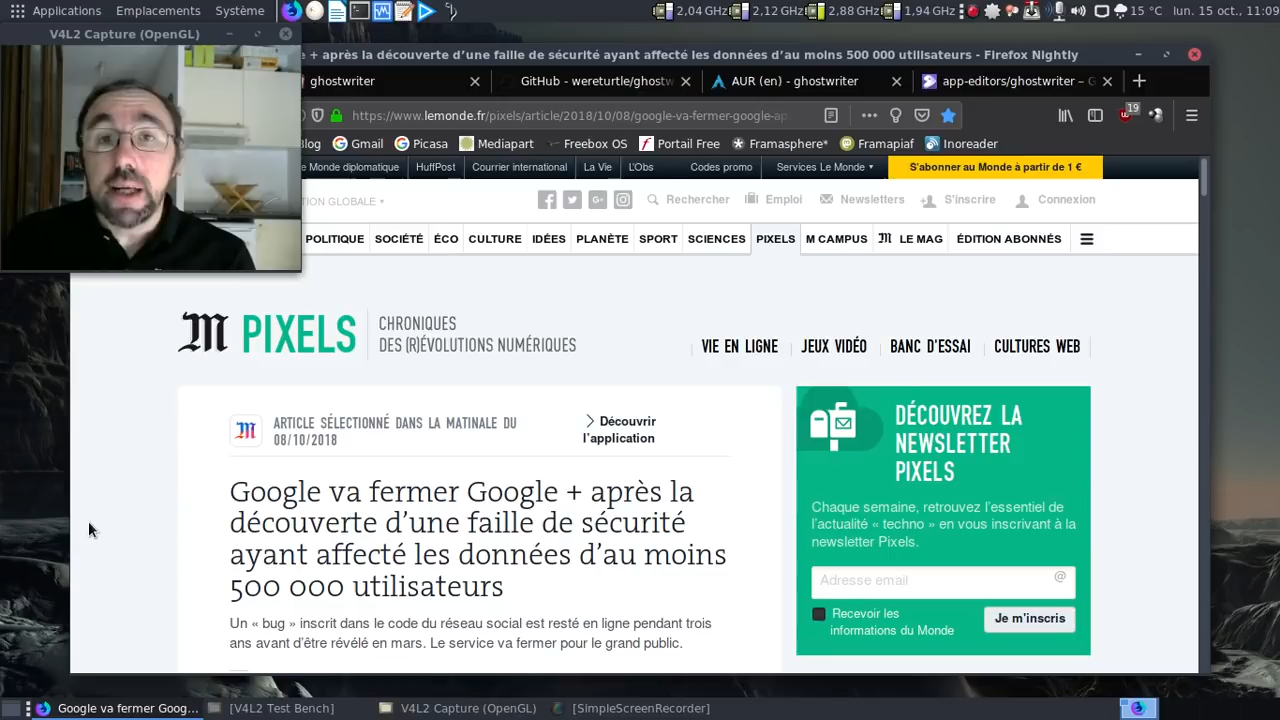 Applications Emplacements Système 2,04 GHz 2,12 GHz 2,88 GHz 1,94 GHz 15 °C lun. 15 oct., 11:09
V4L2 Capture (OpenGL)
+ après la découverte d'une faille de sécurité ayant affecté les données d'au moins 500 000 utilisateurs - Firefox Nightly
ghostwriter GitHub - wereturtle/ghostw AUR (en) - ghostwriter app-editors/ghostwriter – G
https://www.lemonde.fr/pixels/article/2018/10/08/google-va-fermer-google-ap 19
Blog Gmail Picasa Mediapart Freebox OS Portail Free Framasphère* Framapiaf Inoreader
Le Monde diplomatique HuffPost Courrier international La Vie L'Obs Codes promo Services Le Monde S'abonner au Monde à partir de 1 €
TION GLOBALE Rechercher Emploi Newsletters S'inscrire Connexion
POLITIQUE SOCIÉTÉ ÉCO CULTURE IDÉES PLANÈTE SPORT SCIENCES PIXELS M CAMPUS M LE MAG ÉDITION ABONNÉS
M PIXELS
CHRONIQUES
DES (R)ÉVOLUTIONS NUMÉRIQUES
VIE EN LIGNE JEUX VIDÉO BANC D'ESSAI CULTURES WEB
ARTICLE SÉLECTIONNÉ DANS LA MATINALE DU
08/10/2018
Découvrir
l'application
Google va fermer Google + après la
découverte d'une faille de sécurité
ayant affecté les données d'au moins
500 000 utilisateurs
Un « bug » inscrit dans le code du réseau social est resté en ligne pendant trois
ans avant d'être révélé en mars. Le service va fermer pour le grand public.
DÉCOUVREZ LA
NEWSLETTER
PIXELS
Chaque semaine, retrouvez l'essentiel de
l'actualité « techno » en vous inscrivant à la
newsletter Pixels.
Adresse email @
Recevoir les
informations du Monde
Je m'inscris
Google va fermer Goog... [V4L2 Test Bench] V4L2 Capture (OpenGL) [SimpleScreenRecorder]